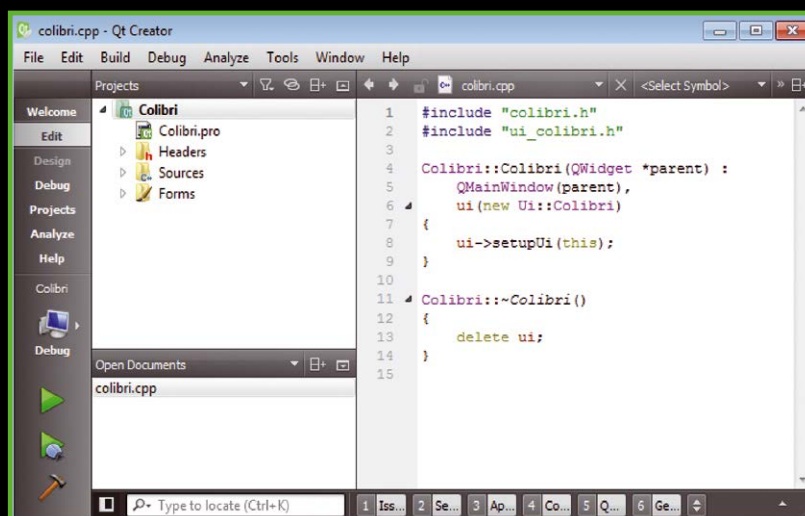 colibri.cpp - Qt Creator
File Edit Build Debug Analyze Tools Window Help
Projects
colibri.cpp
<Select Symbol>
Welcome
Edit
Design
Debug
Projects
Analyze
Help
Colibri
Debug
Colibri
Colibri.pro
Headers
Sources
Forms
Open Documents
colibri.cpp
1 #include "colibri.h"
2 #include "ui_colibri.h"
3
4 Colibri::Colibri(QWidget *parent) :
5     QMainWindow(parent),
6     ui(new Ui::Colibri)
7 {
8     ui->setupUi(this);
9 }
10
11 Colibri::~Colibri()
12 {
13     delete ui;
14 }
15
Type to locate (Ctrl+K)
1 Iss... 2 Se... 3 Ap... 4 Co... 5 Q... 6 Ge...